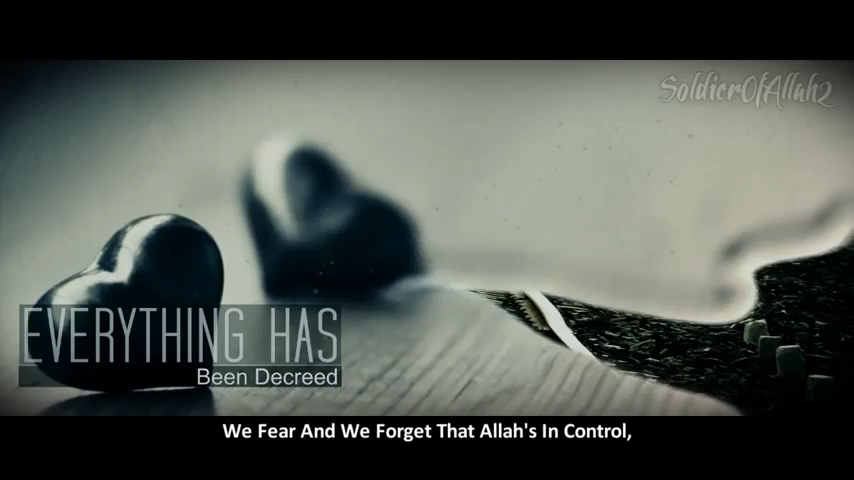 SoldierOfAllah2
EVERYTHING HAS
Been Decreed
We Fear And We Forget That Allah's In Control,